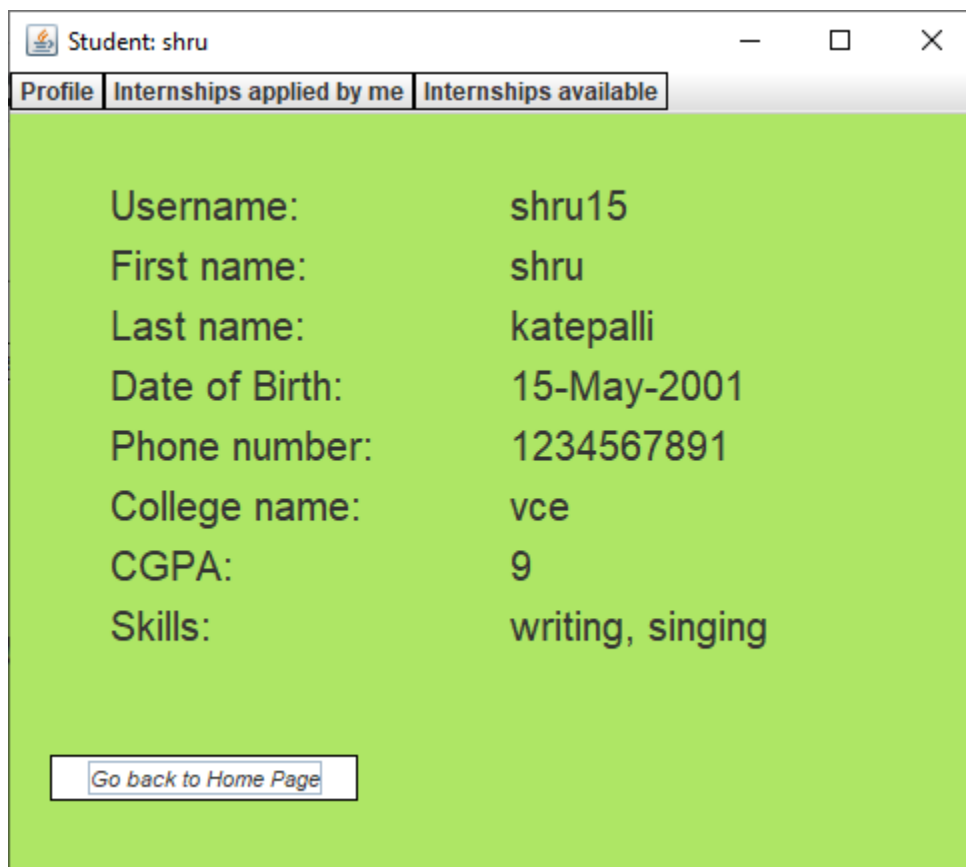 Student: shru
Profile Internships applied by me Internships available
Username: shru15
First name: shru
Last name: katepalli
Date of Birth: 15-May-2001
Phone number: 1234567891
College name: vce
CGPA: 9
Skills: writing, singing
Go back to Home Page